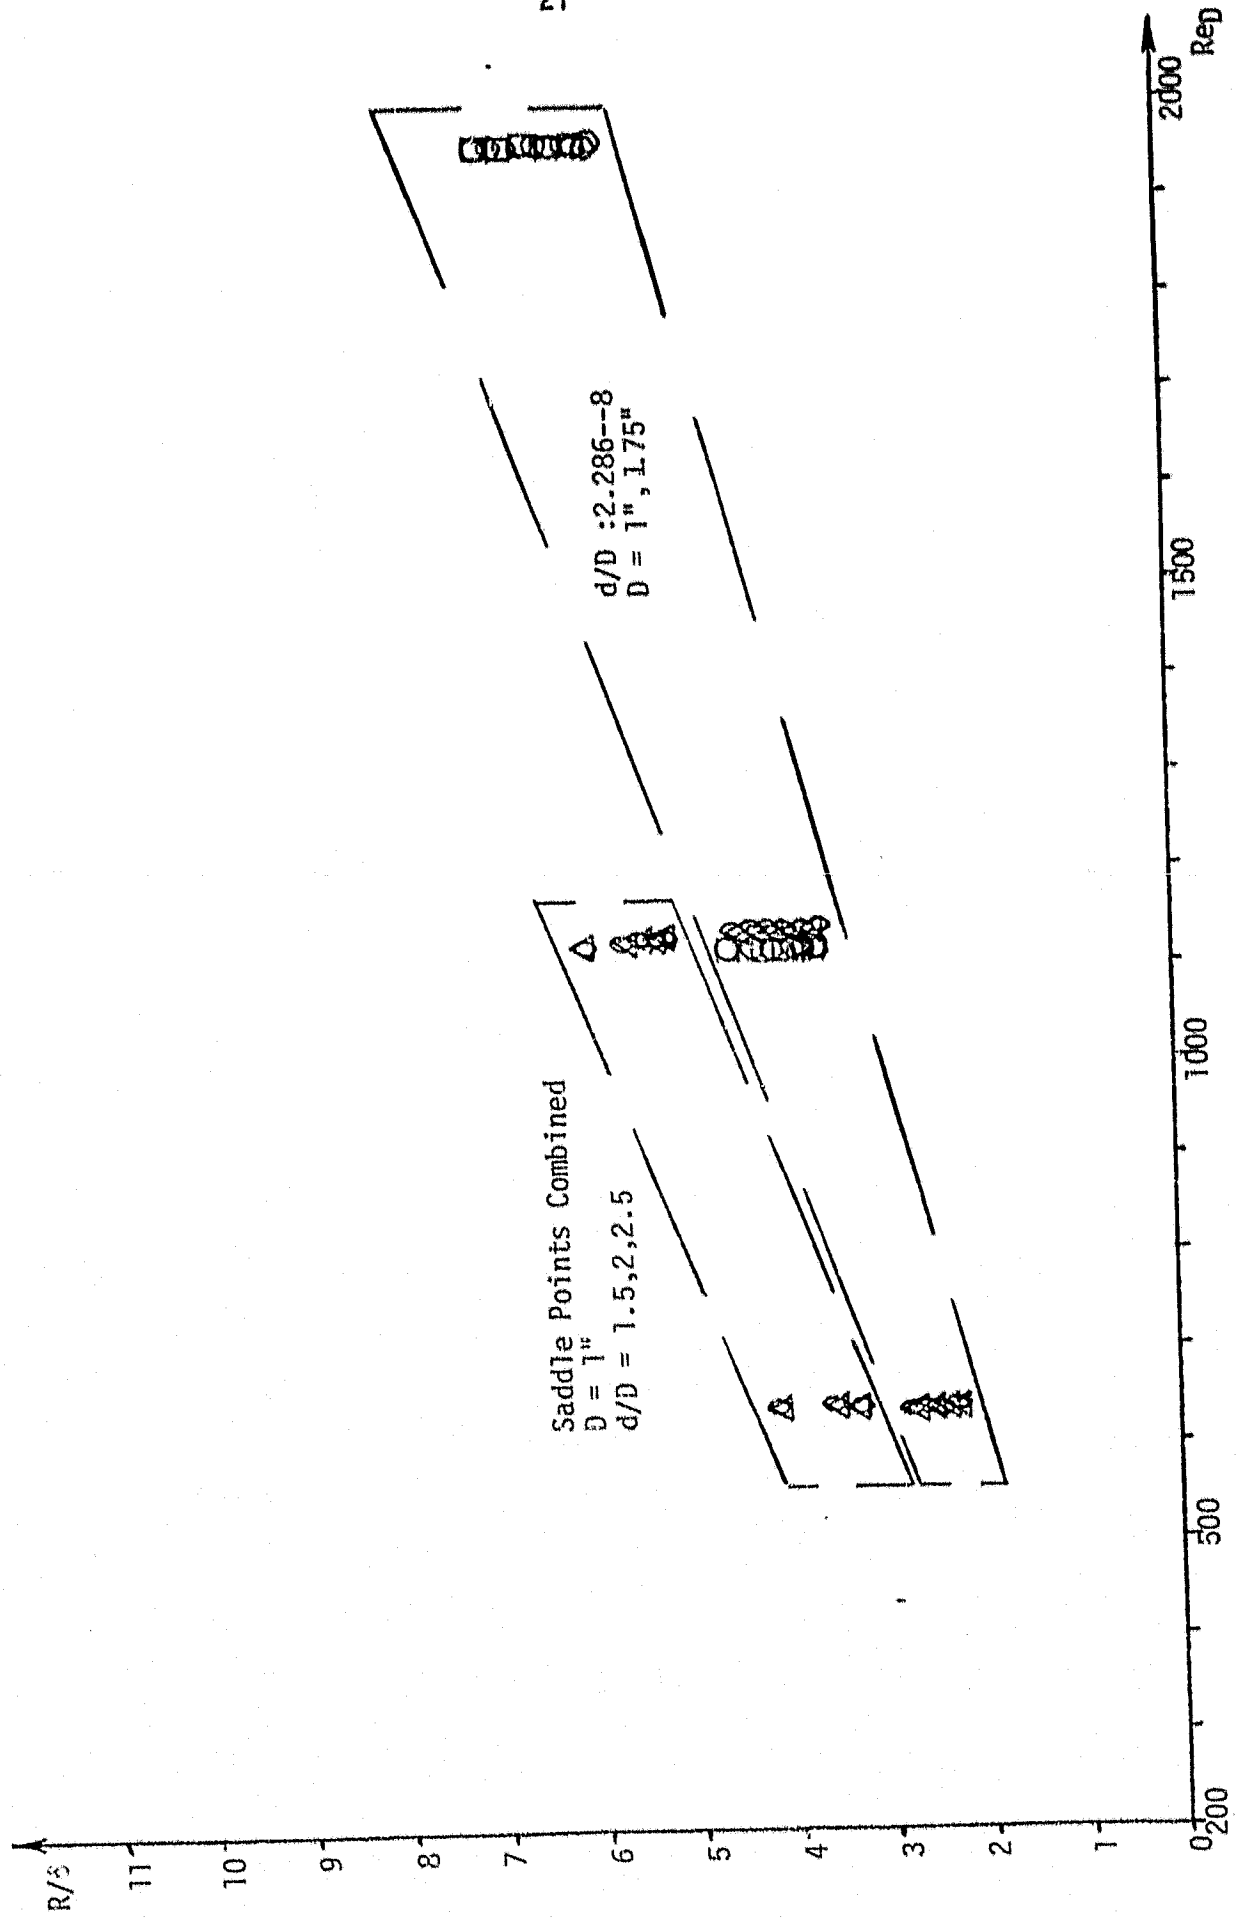 R/δ
11
10
9
8
7
6
5
4
3
2
1
0
200
500
1000
1500
2000
Re_D
Saddle Points Combined
D = 1"
d/D = 1.5,2,2.5
d/D :2.286--8
D = 1",1.75"